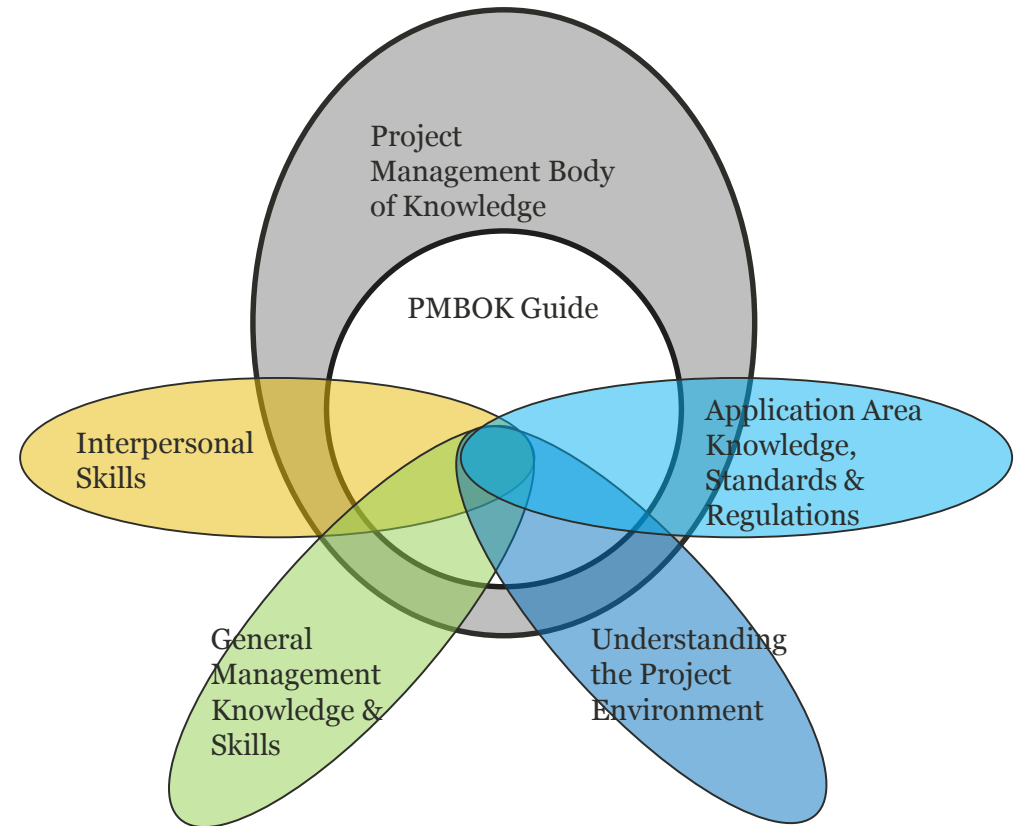 Project
Management Body
of Knowledge
PMBOK Guide
Interpersonal
Skills
Application Area
Knowledge,
Standards &
Regulations
General
Management
Knowledge &
Skills
Understanding
the Project
Environment